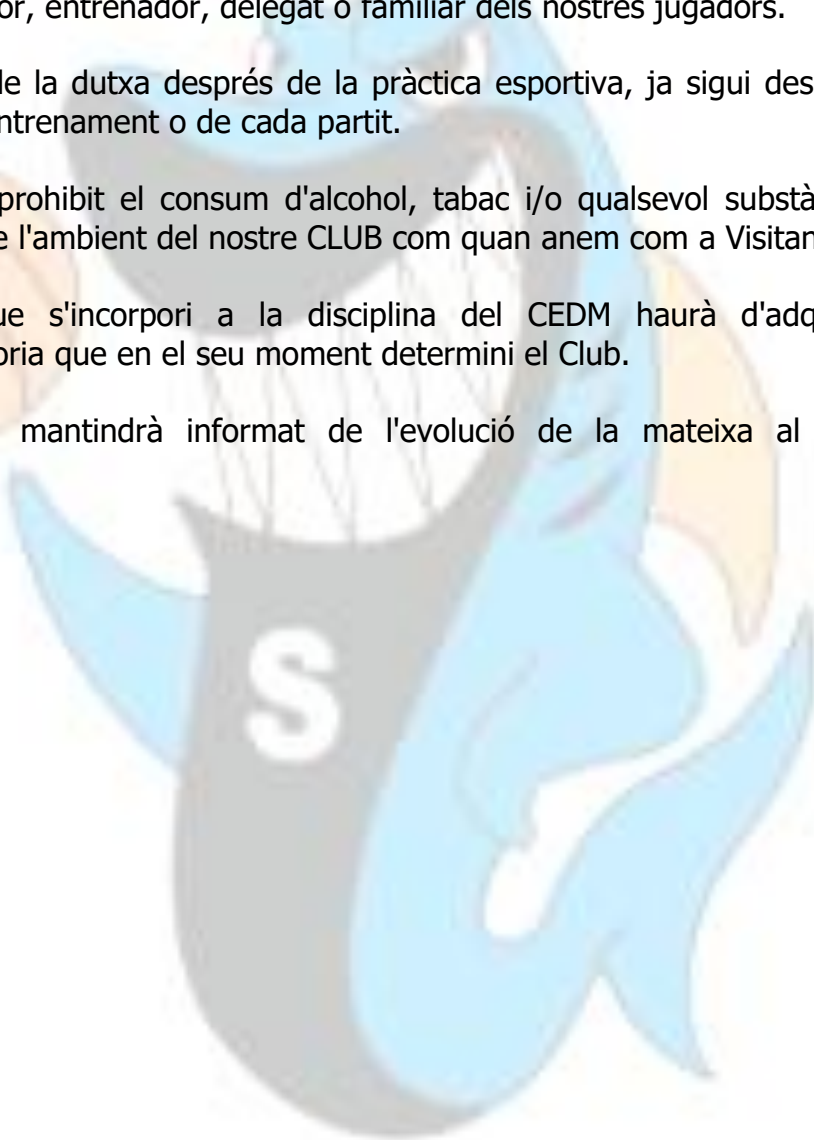 or, entrenador, delegat o familiar dels nostres jugadors.
de la dutxa després de la pràctica esportiva, ja sigui des
ntrenament o de cada partit.
prohibit el consum d'alcohol, tabac i/o qualsevol substà
e l'ambient del nostre CLUB com quan anem com a Visitan
ue s'incorpori a la disciplina del CEDM haurà d'adq
oria que en el seu moment determini el Club.
mantindrà informat de l'evolució de la mateixa al
S